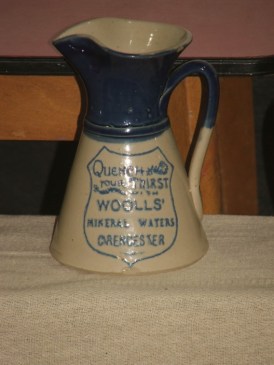 QUENCH
YOUR THIRST
WOOLLS'
MINERAL WATERS
CIRENCESTER